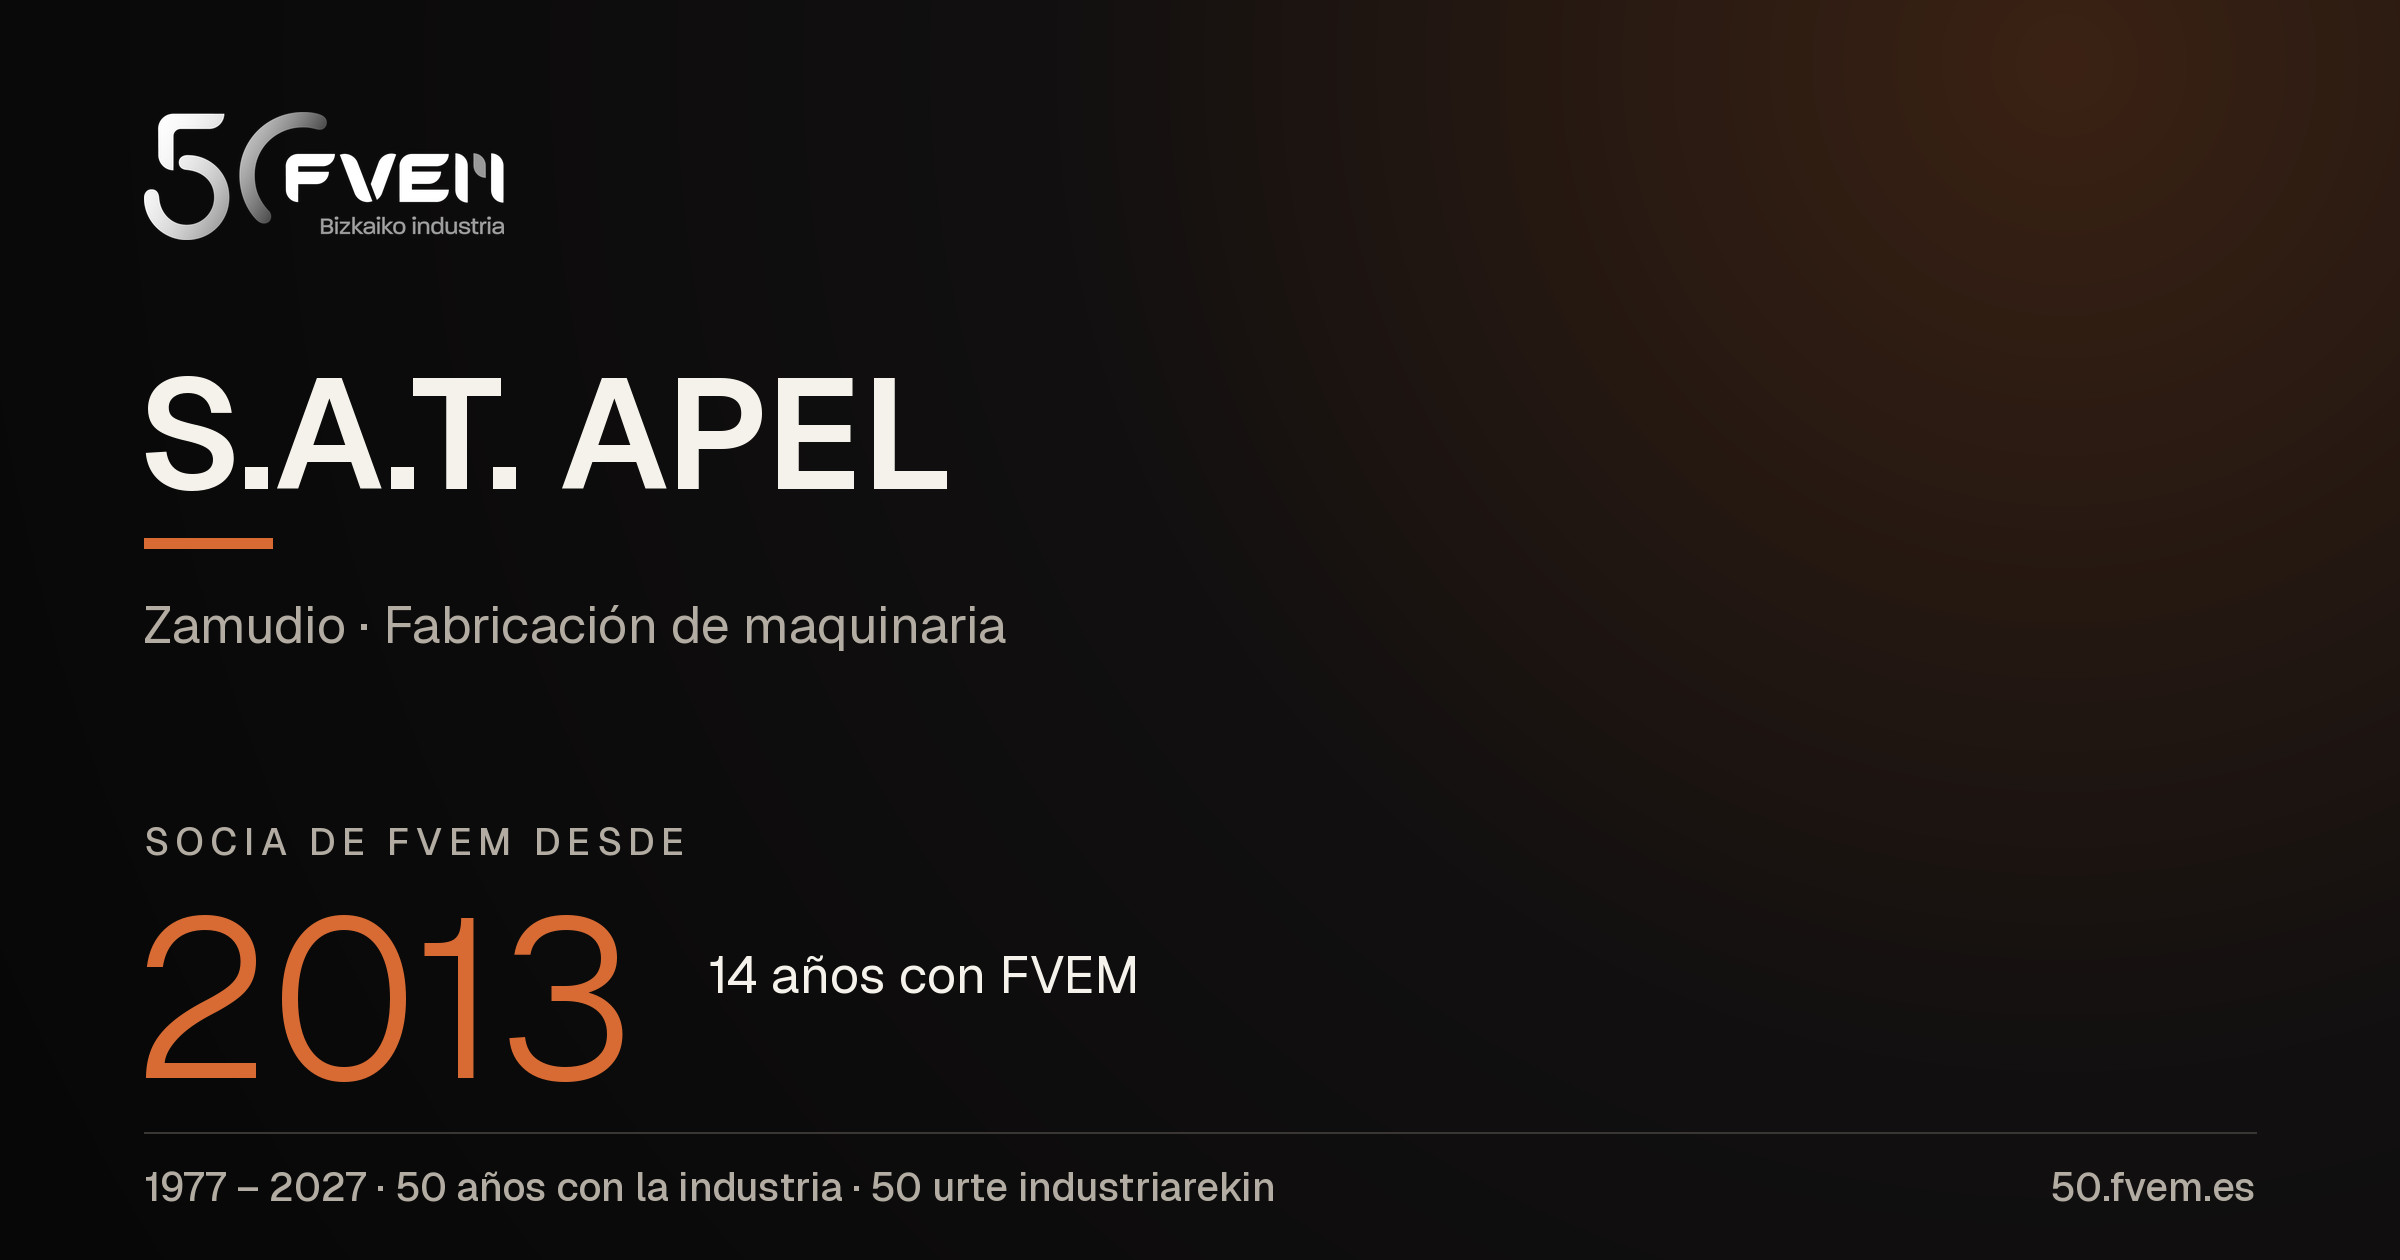 50 FVEM
Bizkaiko industria
S.A.T. APEL
Zamudio · Fabricación de maquinaria
SOCIA DE FVEM DESDE
2013
14 años con FVEM
1977 – 2027 · 50 años con la industria · 50 urte industriarekin
50.fvem.es